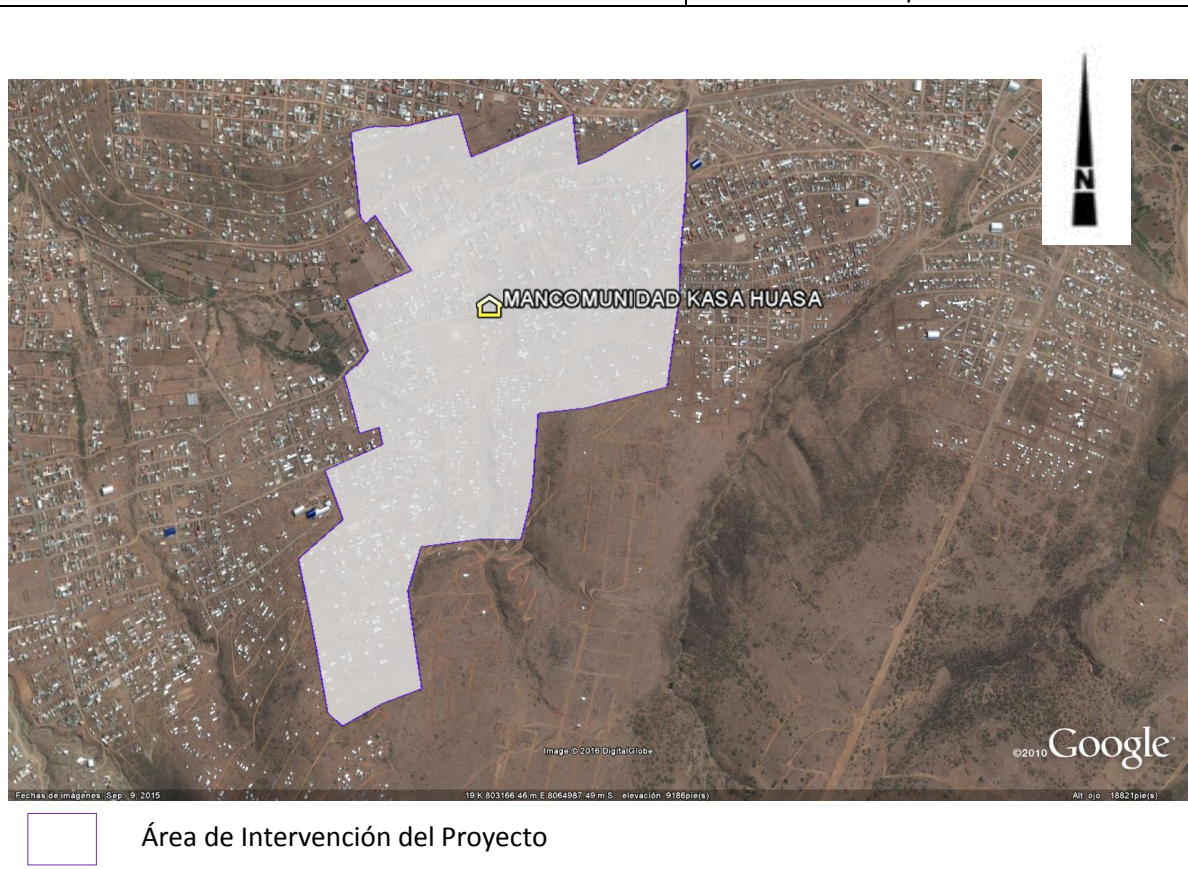 N
MANCOMUNIDAD KASA HUASA
Image © 2016 DigitalGlobe
©2010 Google
Fechas de imágenes: Sep 9, 2015
19 K 803166.46 m E 8064987.49 m S elevación 9186pie(s)
Alt. ojo 18821pie(s)
Área de Intervención del Proyecto